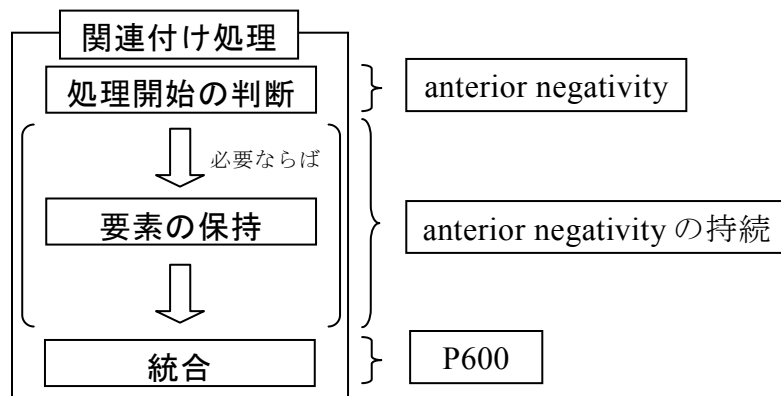 関連付け処理
処理開始の判断
anterior negativity
必要ならば
要素の保持
anterior negativity の持続
統合
P600